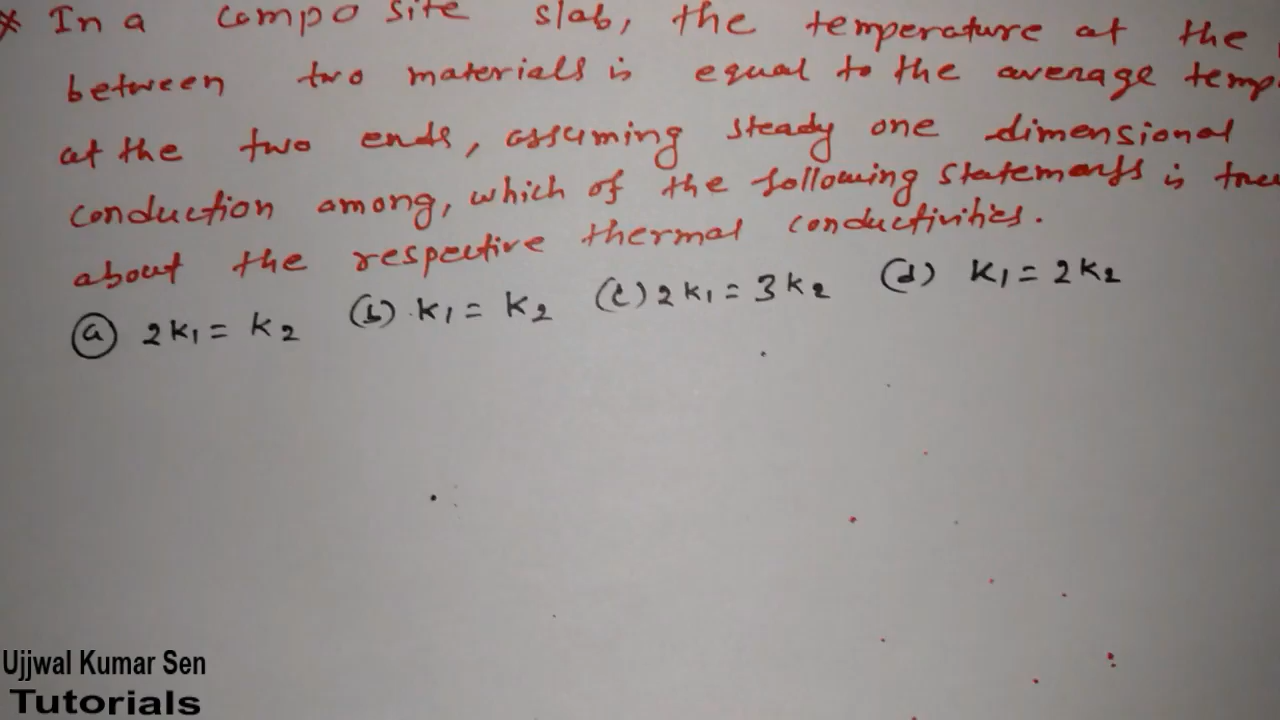 * In a composite slab, the temperature at the
between two materials is equal to the average temp
at the two ends, assuming steady one dimensional
conduction among, which of the following statements is true
about the respective thermal conductivities.
(a) 2k1 = k2 (b) k1 = k2 (c) 2k1 = 3k2 (d) k1 = 2k2
Ujjwal Kumar Sen
Tutorials